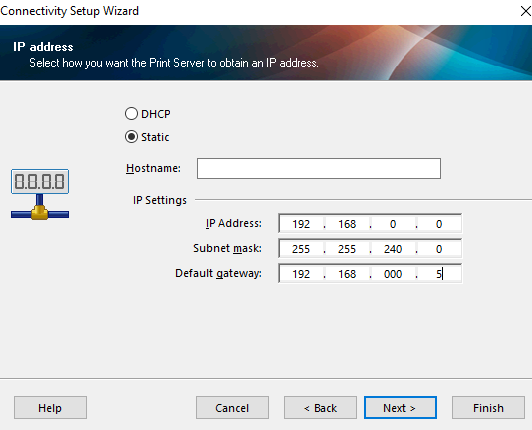 Connectivity Setup Wizard
IP address
Select how you want the Print Server to obtain an IP address.
DHCP
Static
Hostname:
0.0.0.0
IP Settings
IP Address: 192 . 168 . 0 . 0
Subnet mask: 255 . 255 . 240 . 0
Default gateway: 192 . 168 . 000 . 5
Help Cancel < Back Next > Finish